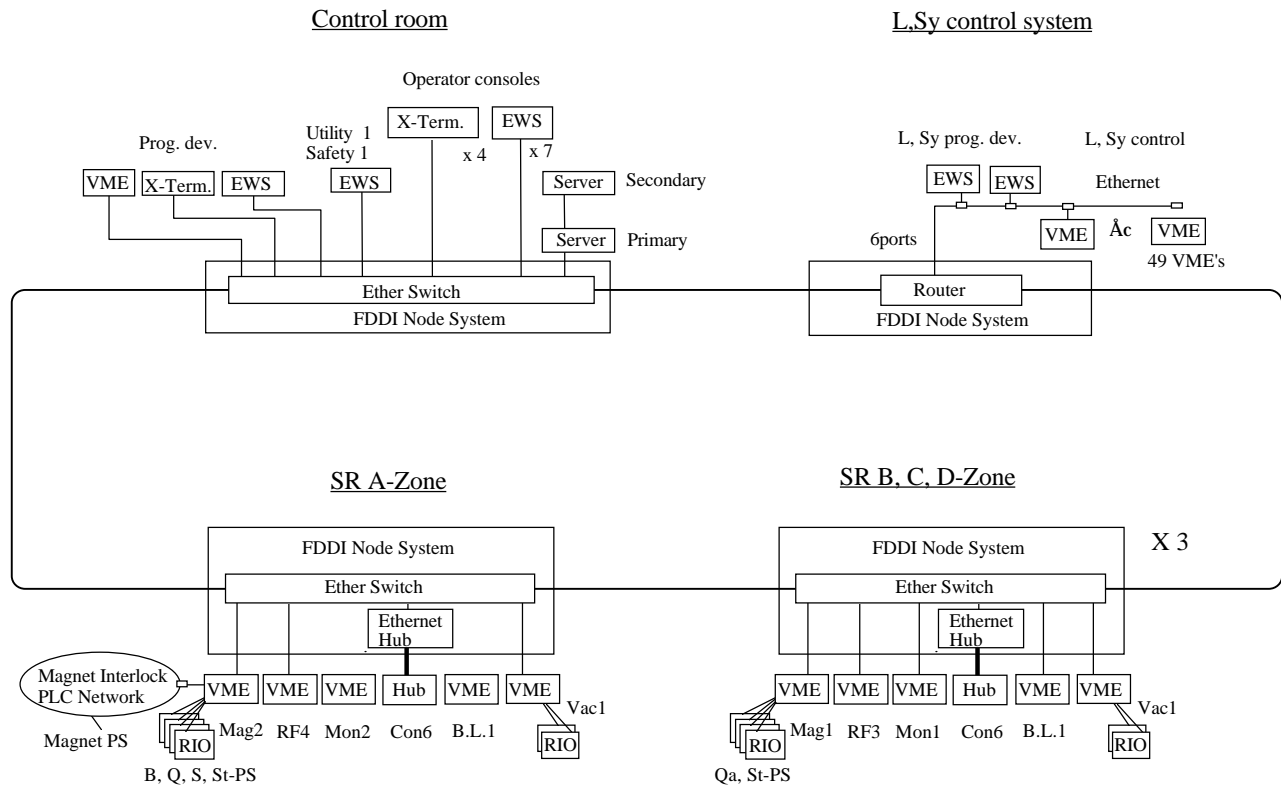 Control room
L,Sy control system
Operator consoles
X-Term.
EWS
x 4
x 7
Utility 1
Safety 1
EWS
Prog. dev.
VME
X-Term.
EWS
Server
Secondary
Server
Primary
Ether Switch
FDDI Node System
L, Sy prog. dev.
L, Sy control
EWS
EWS
Ethernet
6ports
VME
Åc
VME
49 VME's
Router
FDDI Node System
SR A-Zone
SR B, C, D-Zone
FDDI Node System
Ether Switch
Ethernet
Hub
Magnet Interlock
PLC Network
Magnet PS
VME
VME
VME
Hub
VME
VME
RIO
Mag2
RF4
Mon2
Con6
B.L.1
Vac1
RIO
B, Q, S, St-PS
FDDI Node System
X 3
Ether Switch
Ethernet
Hub
VME
VME
VME
Hub
VME
VME
RIO
Mag1
RF3
Mon1
Con6
B.L.1
Vac1
RIO
Qa, St-PS